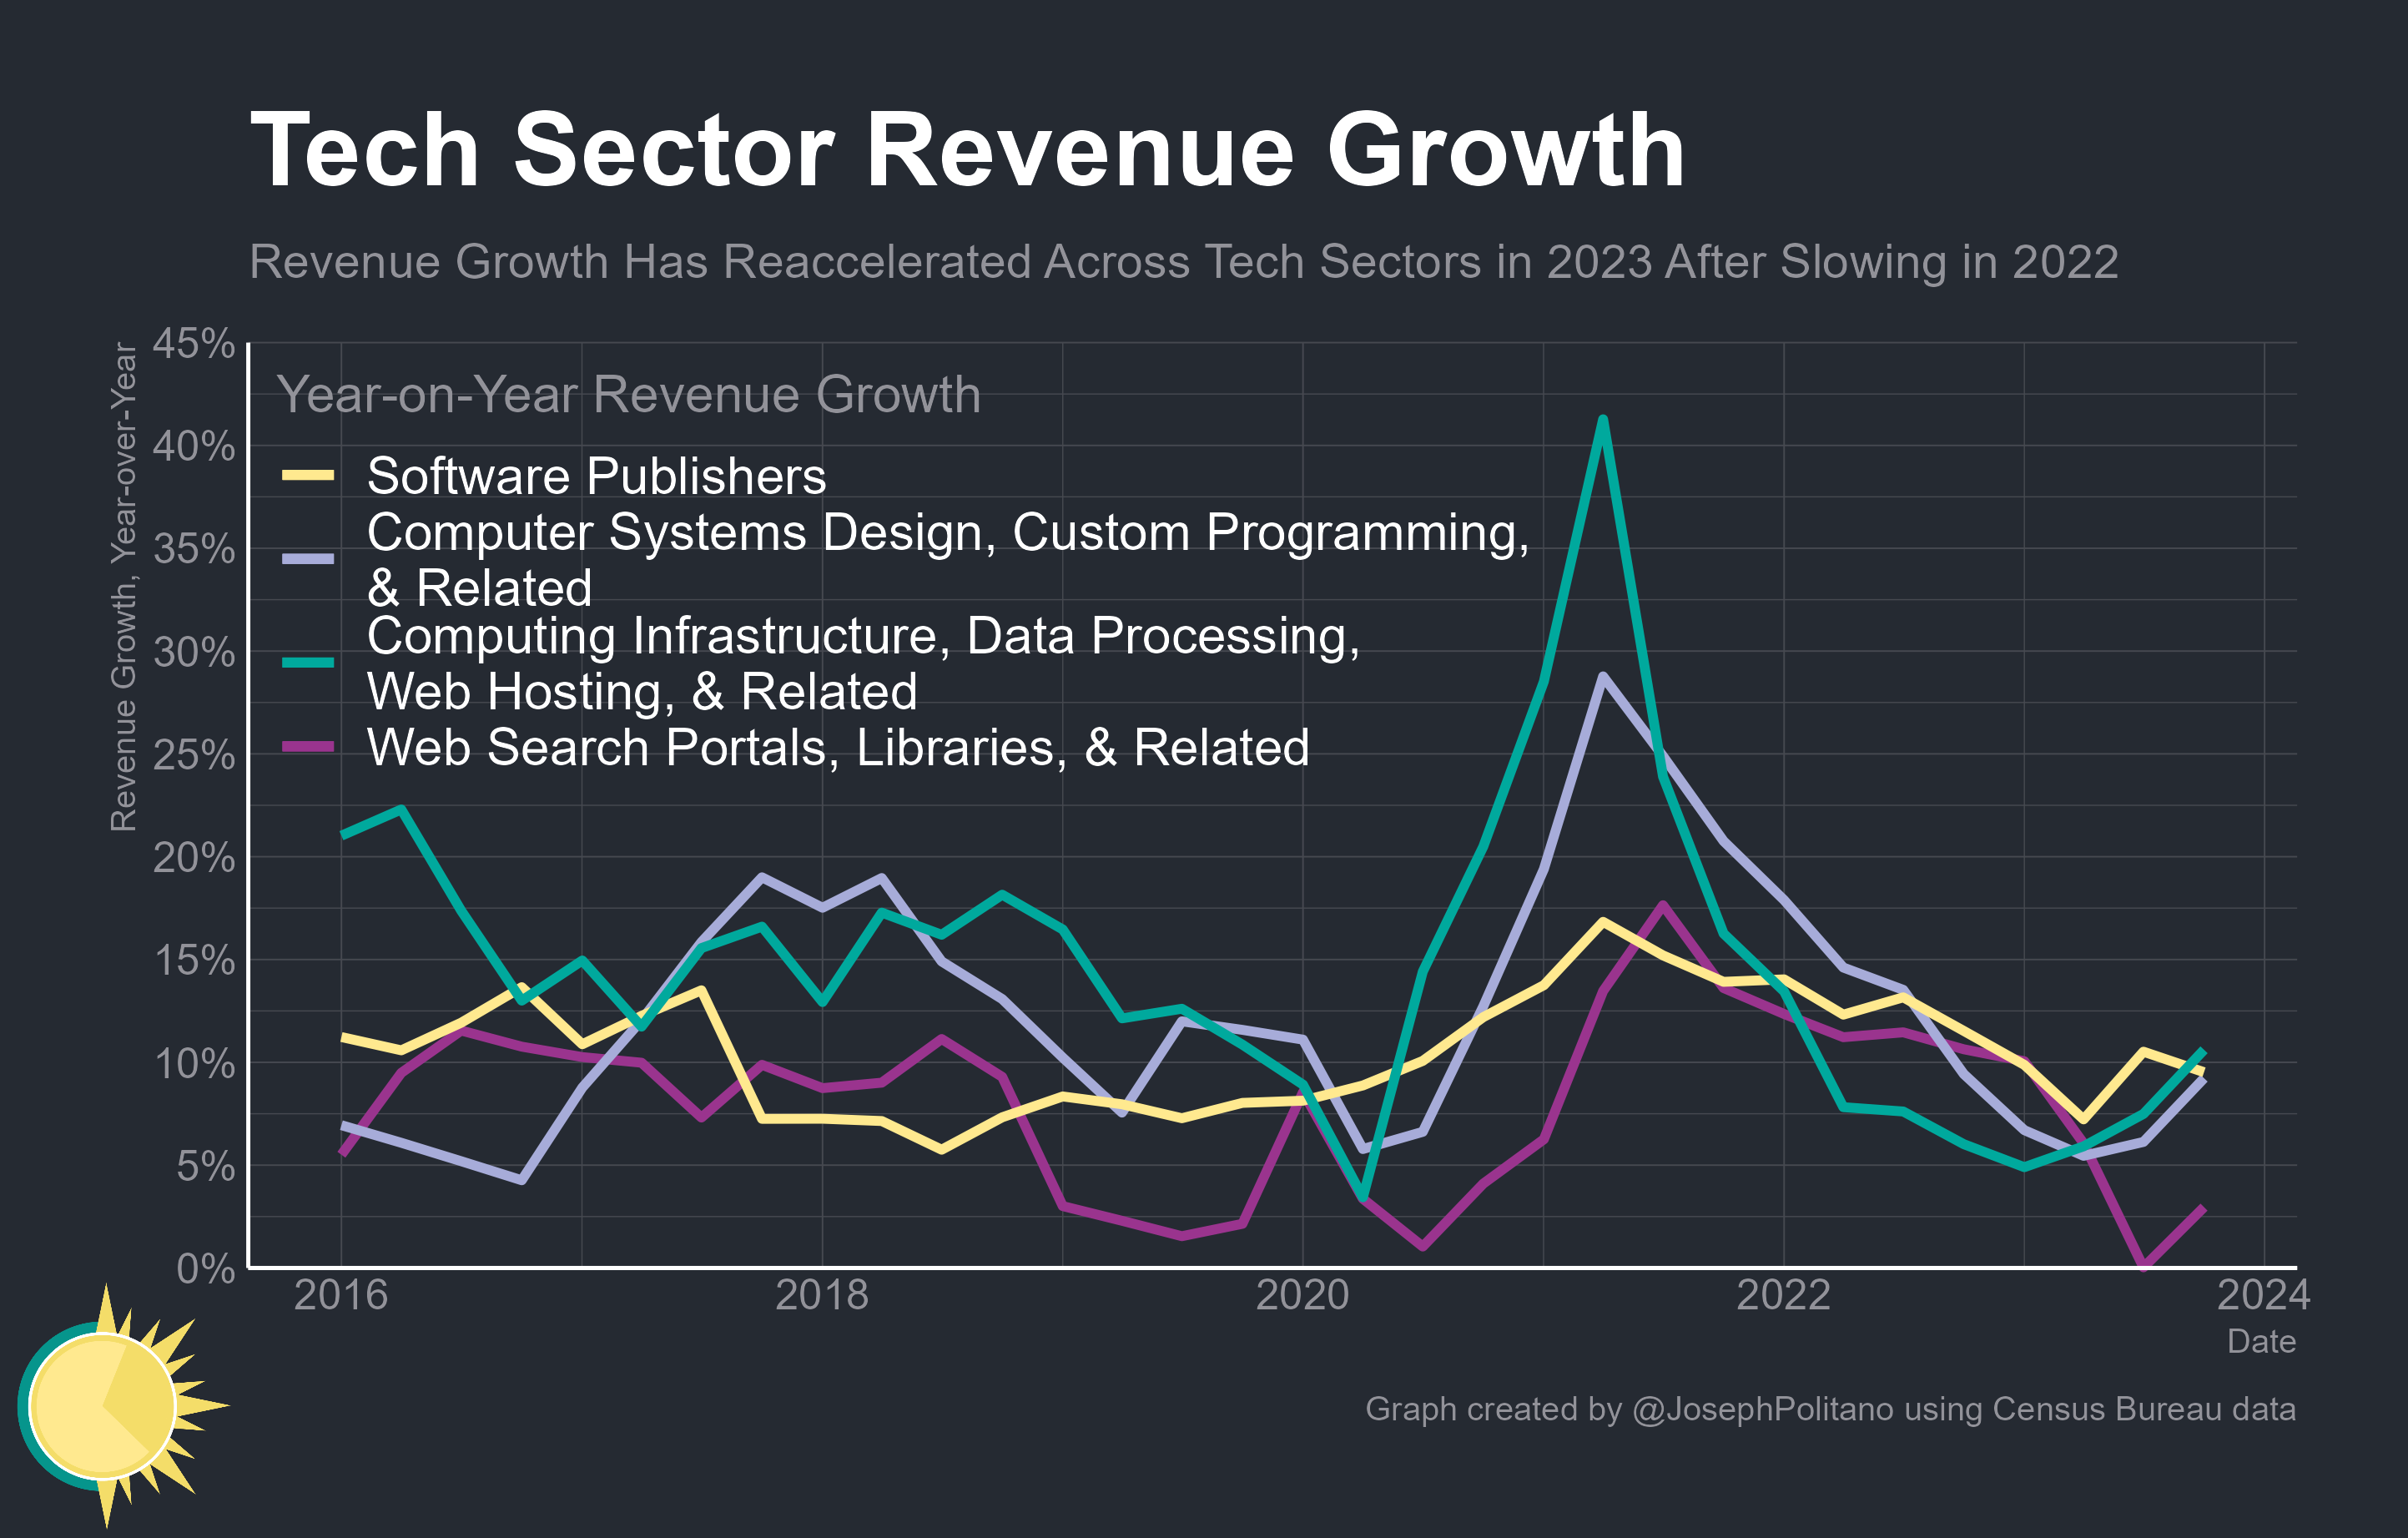 Tech Sector Revenue Growth
Revenue Growth Has Reaccelerated Across Tech Sectors in 2023 After Slowing in 2022
Revenue Growth, Year-over-Year
45%
40%
35%
30%
25%
20%
15%
10%
5%
0%
Year-on-Year Revenue Growth
Software Publishers
Computer Systems Design, Custom Programming,
& Related
Computing Infrastructure, Data Processing,
Web Hosting, & Related
Web Search Portals, Libraries, & Related
2016
2018
2020
2022
2024
Date
Graph created by @JosephPolitano using Census Bureau data